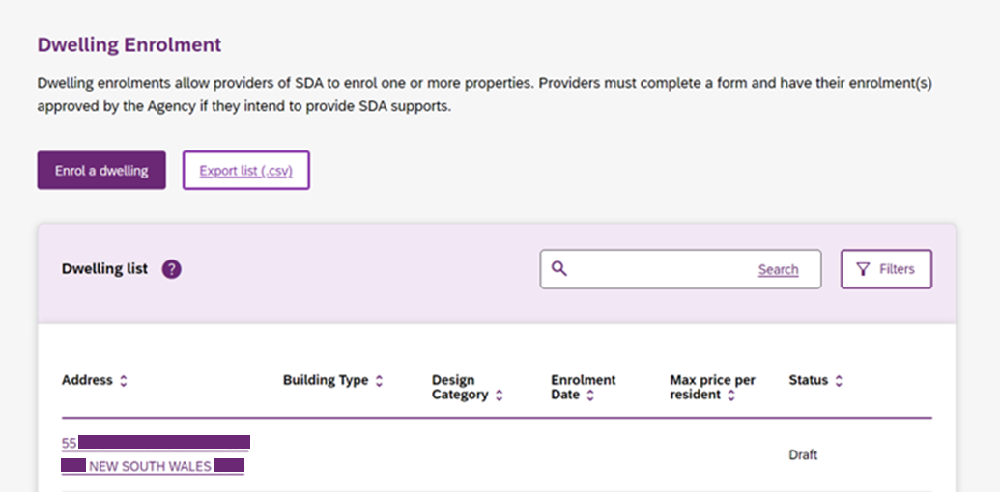 Dwelling Enrolment
Dwelling enrolments allow providers of SDA to enrol one or more properties. Providers must complete a form and have their enrolment(s)
approved by the Agency if they intend to provide SDA supports.
Enrol a dwelling Export list (.csv)
Dwelling list ? Search Filters
Address Building Type Design Category Enrolment Date Max price per resident Status
55
NEW SOUTH WALES
Draft